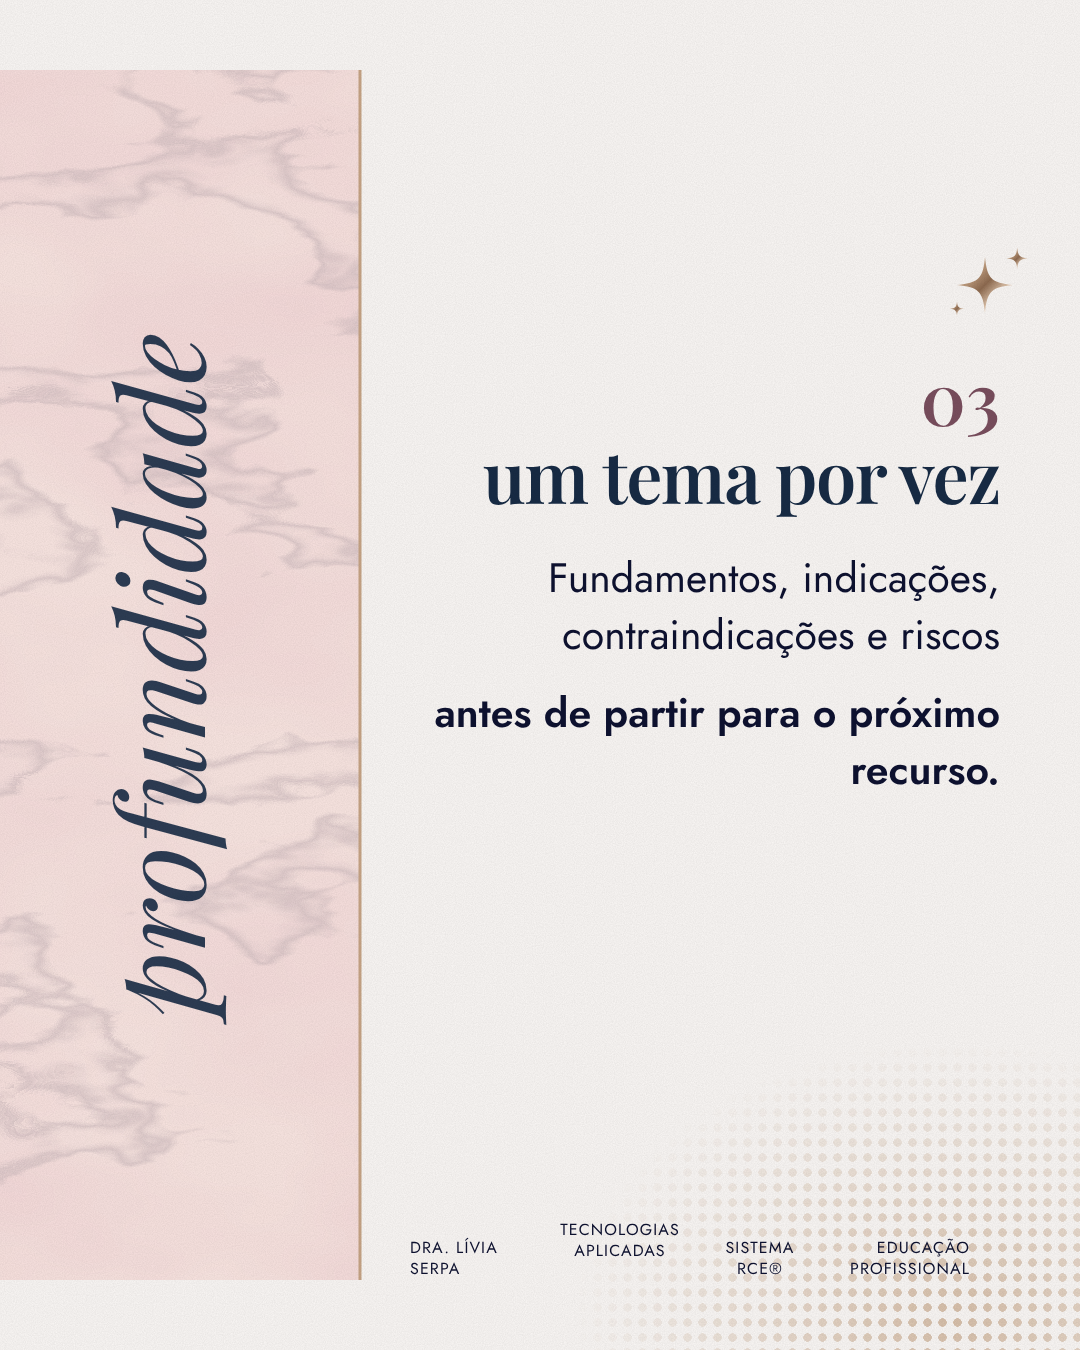 profundidade
03
um tema por vez
Fundamentos, indicações,
contraindicações e riscos
antes de partir para o próximo
recurso.
DRA. LÍVIA
SERPA
TECNOLOGIAS
APLICADAS
SISTEMA
RCE®
EDUCAÇÃO
PROFISSIONAL